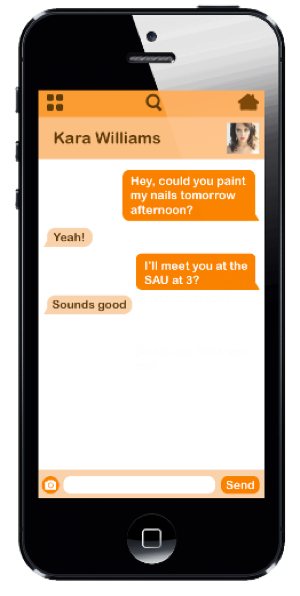 Kara Williams
Hey, could you paint
my nails tomorrow
afternoon?
Yeah!
I'll meet you at the
SAU at 3?
Sounds good
Send